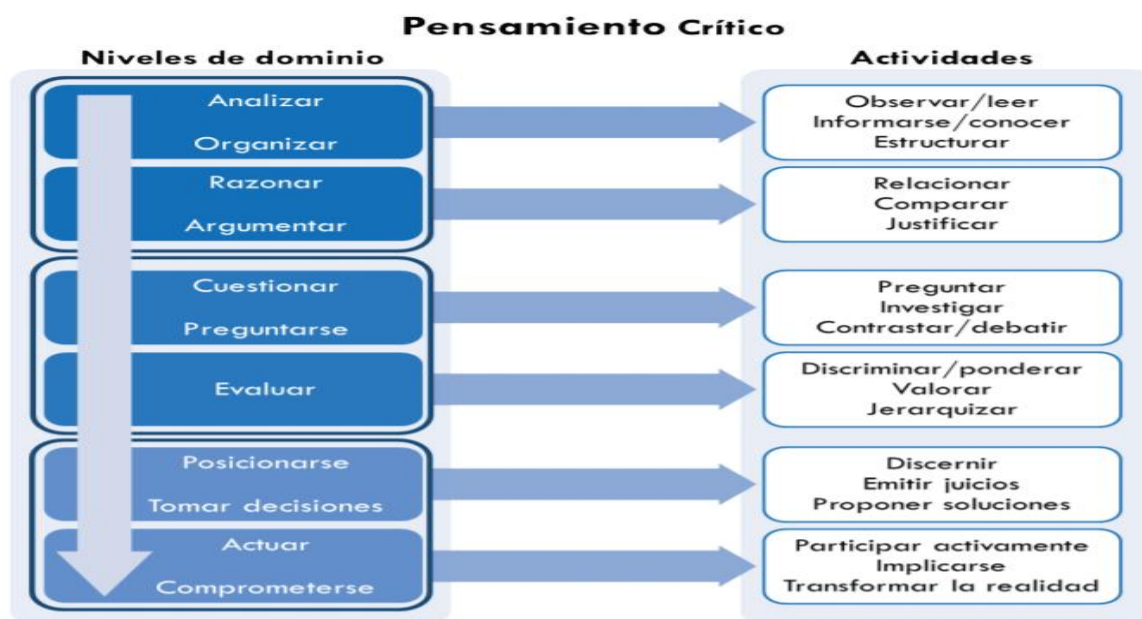 Pensamiento Crítico
Niveles de dominio
Actividades
Analizar
Organizar
Observar/leer
Informarse/conocer
Estructurar
Razonar
Argumentar
Relacionar
Comparar
Justificar
Cuestionar
Preguntarse
Preguntar
Investigar
Contrastar/debatir
Evaluar
Discriminar/ponderar
Valorar
Jerarquizar
Posicionarse
Tomar decisiones
Discernir
Emitir juicios
Proponer soluciones
Actuar
Comprometerse
Participar activamente
Implicarse
Transformar la realidad